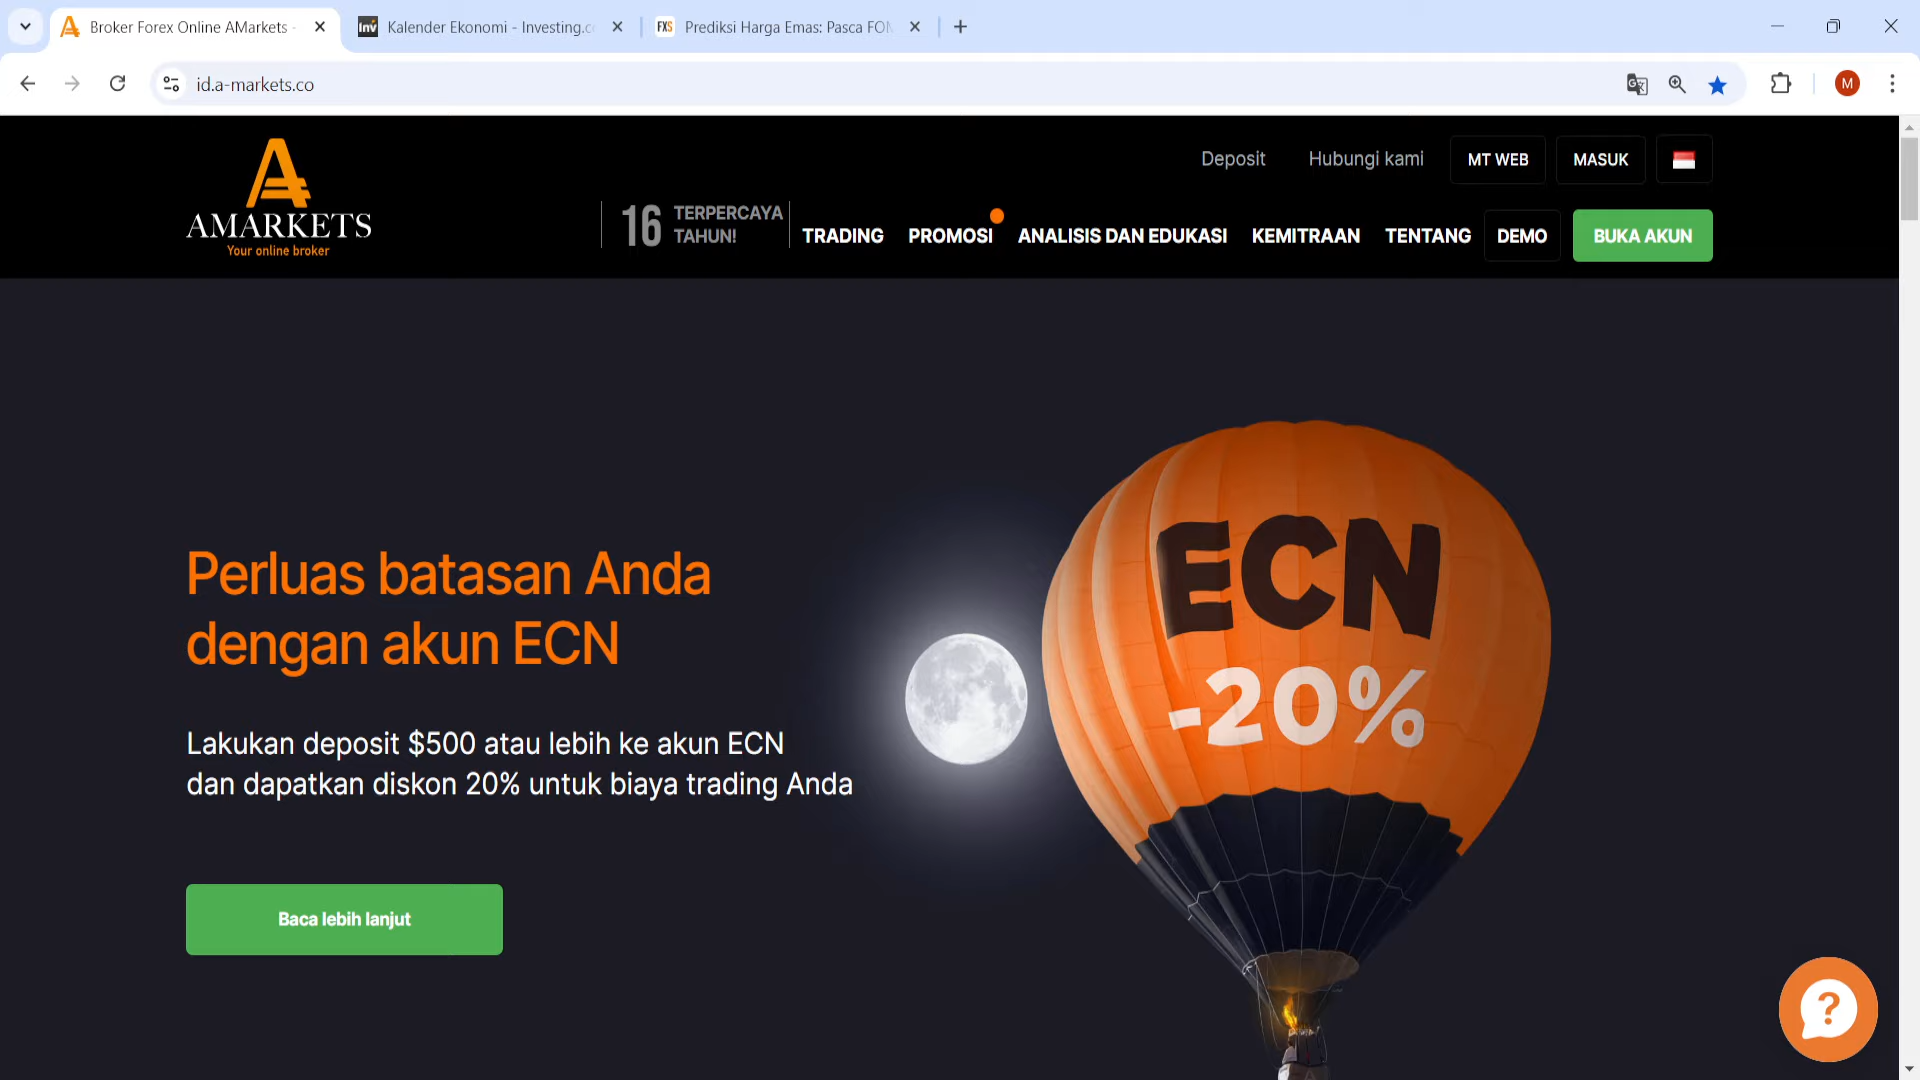 Broker Forex Online AMarkets -
Kalender Ekonomi - Investing.c
FXS Prediksi Harga Emas: Pasca FOM
id.a-markets.co
M
AMARKETS
Your online broker
Deposit
Hubungi kami
MT WEB
MASUK
16 TERPERCAYA
TAHUN!
TRADING
PROMOSI
ANALISIS DAN EDUKASI
KEMITRAAN
TENTANG
DEMO
BUKA AKUN
Perluas batasan Anda
dengan akun ECN
Lakukan deposit $500 atau lebih ke akun ECN
dan dapatkan diskon 20% untuk biaya trading Anda
Baca lebih lanjut
ECN
-20%
?